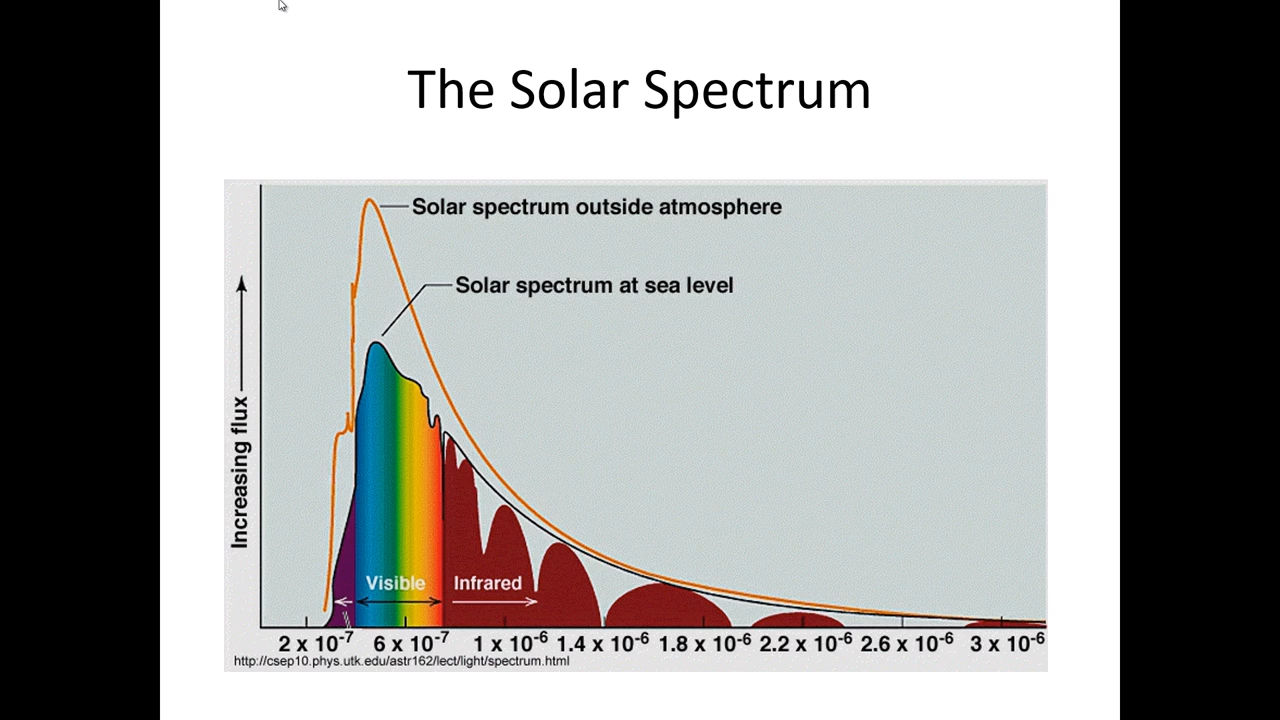 The Solar Spectrum
Solar spectrum outside atmosphere
Solar spectrum at sea level
Increasing flux
Visible
Infrared
2 x 10-7 6 x 10-7 1 x 10-6 1.4 x 10-6 1.8 x 10-6 2.2 x 10-6 2.6 x 10-6 3 x 10-6
http://csep10.phys.utk.edu/astr162/lect/light/spectrum.html